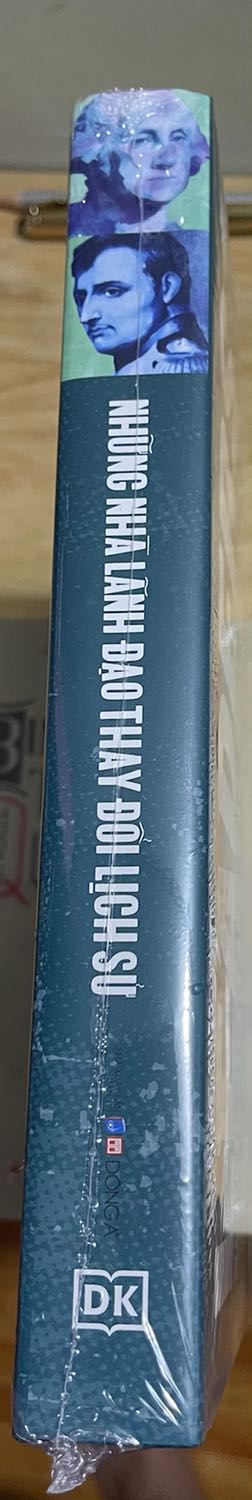 NHỮNG NHÀ LÃNH ĐẠO THAY ĐỔI LỊCH SỬ
ĐÔNG A
DK